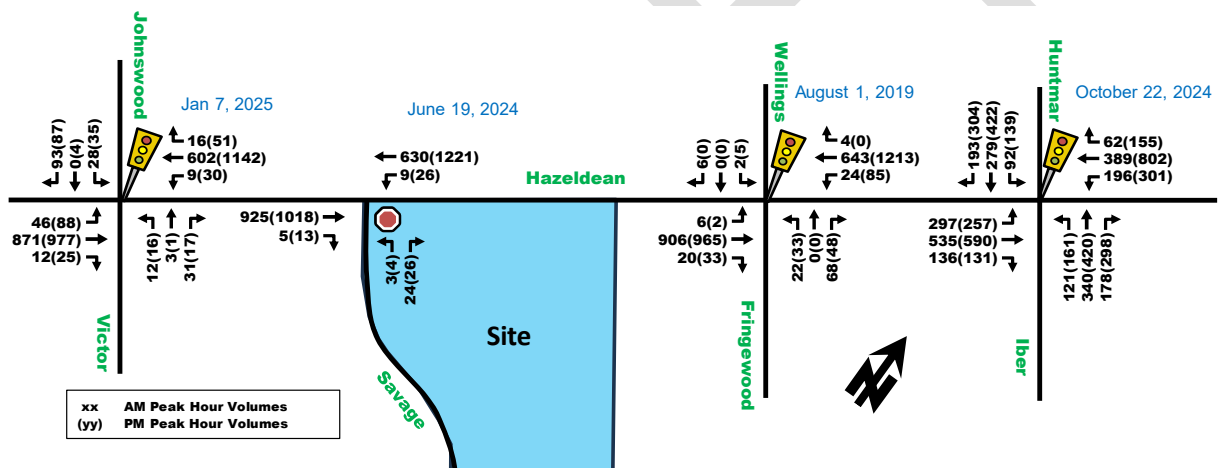 Johnswood
Jan 7, 2025
June 19, 2024
Wellings
August 1, 2019
Huntmar
October 22, 2024
93(87)
0(4)
28(35)
16(51)
602(1142)
9(30)
630(1221)
9(26)
Hazeldean
6(0)
0(0)
2(5)
4(0)
643(1213)
24(85)
193(304)
279(422)
92(139)
62(155)
389(802)
196(301)
46(88)
871(977)
12(25)
12(16)
3(1)
31(17)
925(1018)
5(13)
3(4)
24(26)
6(2)
906(965)
20(33)
22(33)
0(0)
68(48)
297(257)
535(590)
136(131)
121(161)
340(420)
178(298)
Victor
Savage
Site
Fringewood
N
Iber
xx AM Peak Hour Volumes
(yy) PM Peak Hour Volumes